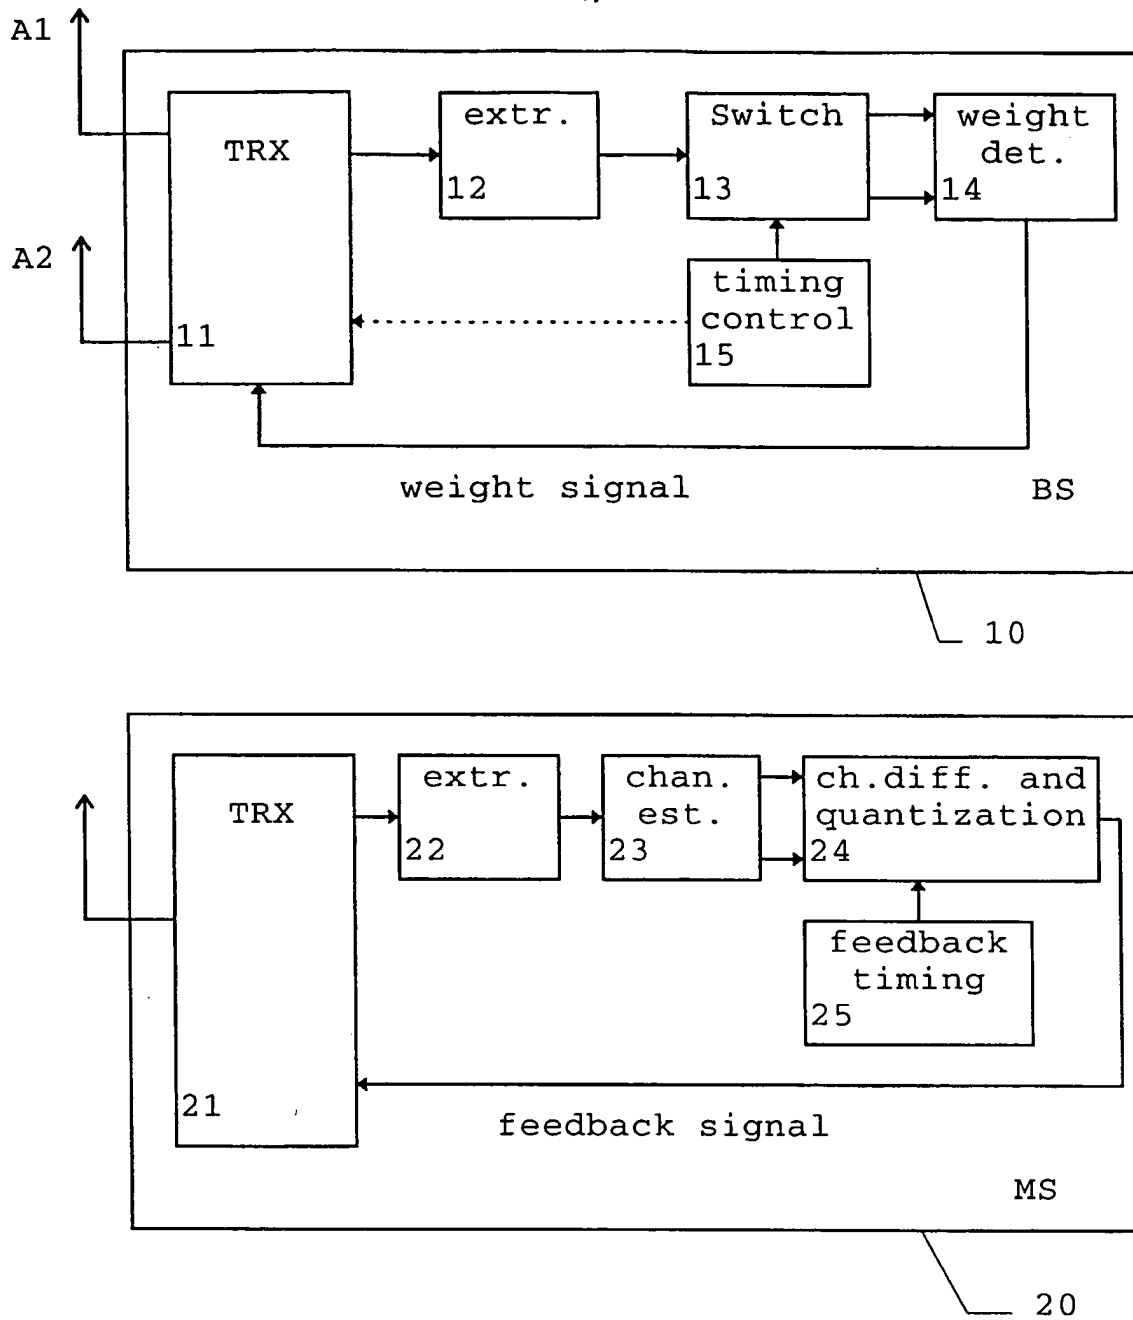 A1
TRX
11
extr.
12
Switch
13
weight
det.
14
A2
timing
control
15
weight signal
BS
10
TRX
21
extr.
22
chan.
est.
23
ch.diff. and
quantization
24
feedback
timing
25
feedback signal
MS
20